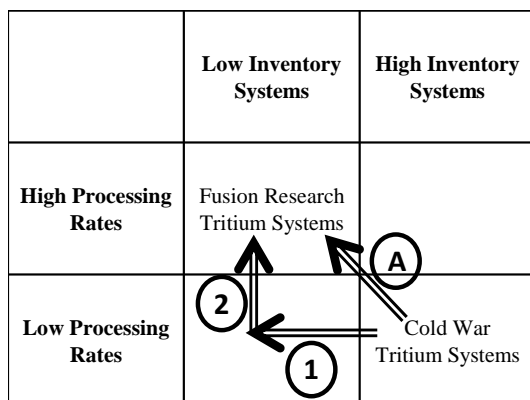 Low Inventory
Systems
High Inventory
Systems
High Processing
Rates
Fusion Research
Tritium Systems
A
Low Processing
Rates
2
1
Cold War
Tritium Systems